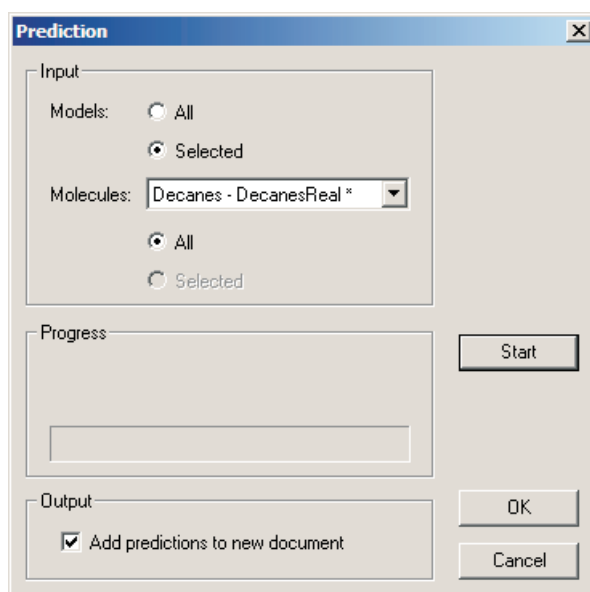 Prediction
Input
Models:
All
Selected
Molecules:
Decanes - DecanesReal *
All
Selected
Progress
Start
Output
Add predictions to new document
OK
Cancel